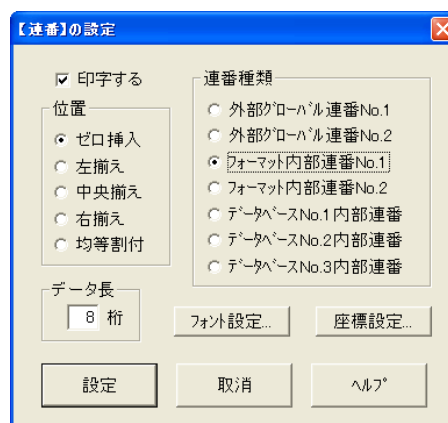 【連番】の設定
印字する
位置
ゼロ挿入
左揃え
中央揃え
右揃え
均等割付
連番種類
外部ｸﾞﾛｰﾊﾞﾙ連番No.1
外部ｸﾞﾛｰﾊﾞﾙ連番No.2
ﾌｫｰﾏｯﾄ内部連番No.1
ﾌｫｰﾏｯﾄ内部連番No.2
ﾃﾞｰﾀﾍﾞｰｽNo.1内部連番
ﾃﾞｰﾀﾍﾞｰｽNo.2内部連番
ﾃﾞｰﾀﾍﾞｰｽNo.3内部連番
データ長
8 桁
ﾌｫﾝﾄ設定...
座標設定...
設定
取消
ﾍﾙﾌﾟ